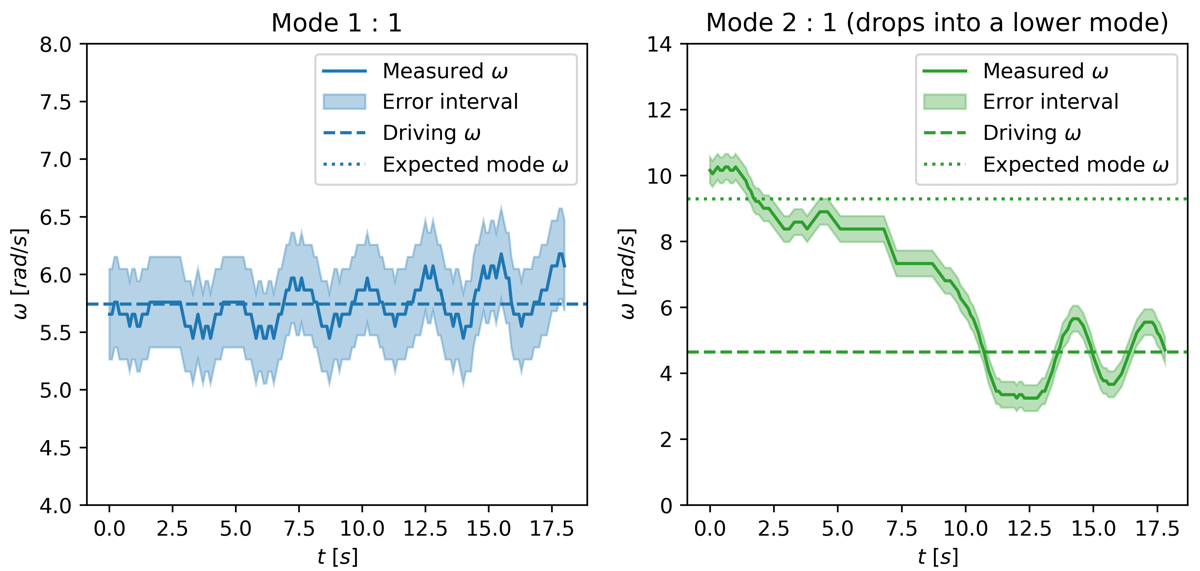 Mode 1 : 1
8.0
7.5
7.0
6.5
6.0
5.5
5.0
4.5
4.0
ω [rad/s]
Measured ω
Error interval
Driving ω
Expected mode ω
0.0 2.5 5.0 7.5 10.0 12.5 15.0 17.5
t [s]
Mode 2 : 1 (drops into a lower mode)
14
12
10
8
6
4
2
0
ω [rad/s]
Measured ω
Error interval
Driving ω
Expected mode ω
0.0 2.5 5.0 7.5 10.0 12.5 15.0 17.5
t [s]